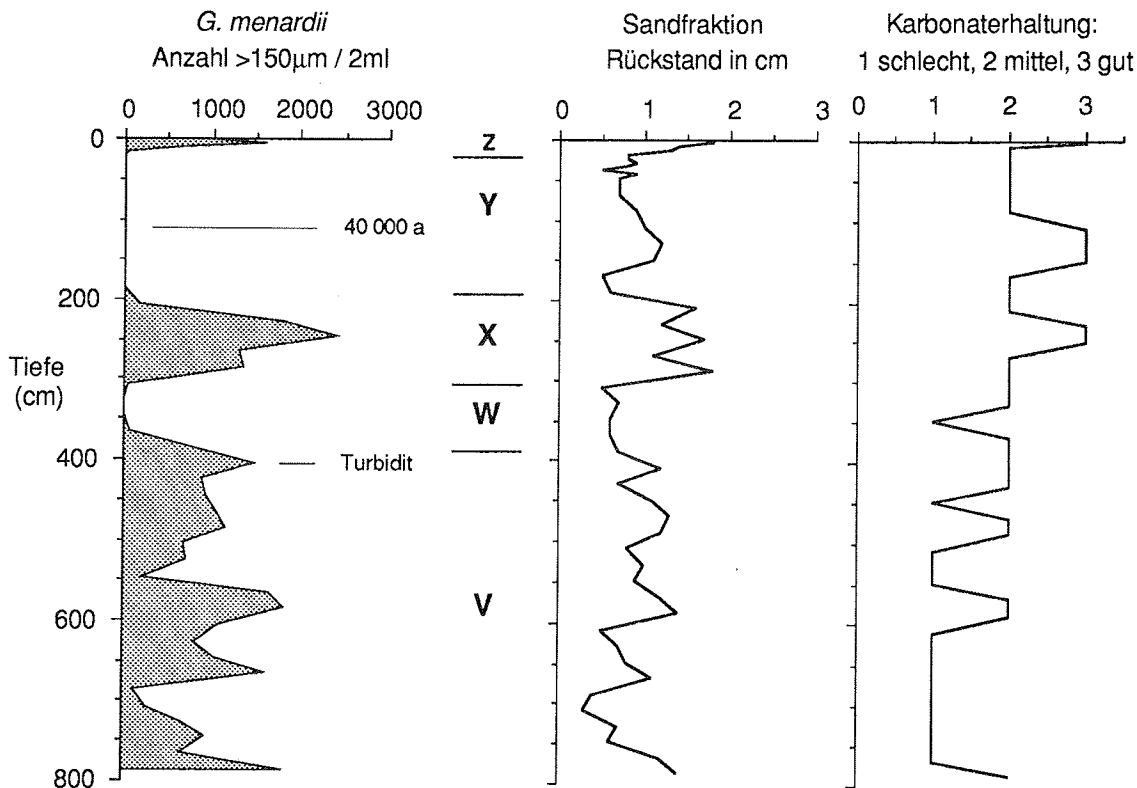 G. menardii
Anzahl >150µm / 2ml
0 1000 2000 3000
Sandfraktion
Rückstand in cm
0 1 2 3
Karbonaterhaltung:
1 schlecht, 2 mittel, 3 gut
0 1 2 3
Tiefe
(cm)
0
200
400
600
800
40 000 a
Turbidit
Z
Y
X
W
V